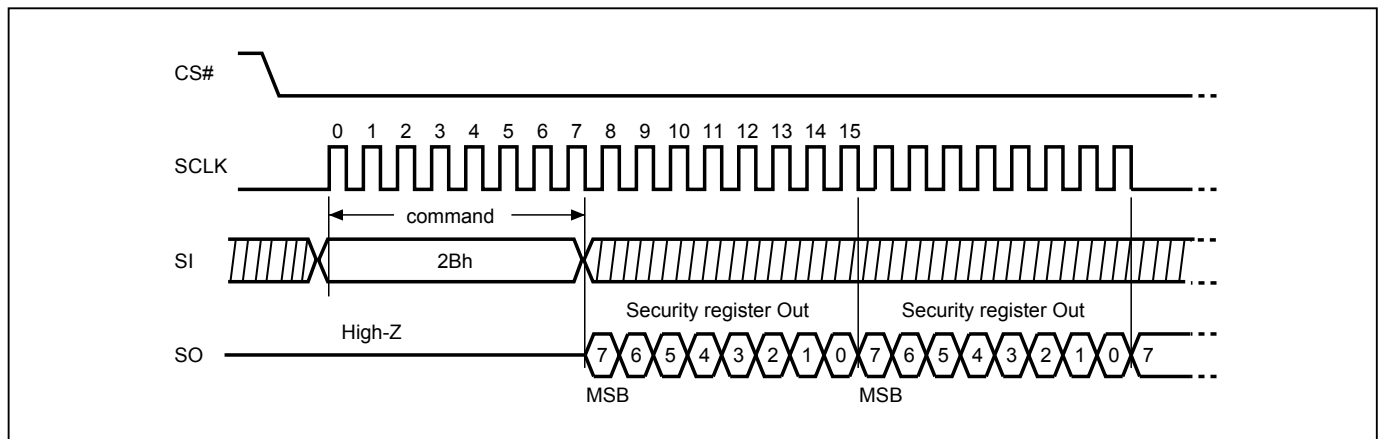 CS#
0 1 2 3 4 5 6 7 8 9 10 11 12 13 14 15
SCLK
command
SI
2Bh
Security register Out Security register Out
High-Z
SO
7 6 5 4 3 2 1 0 7 6 5 4 3 2 1 0 7
MSB MSB